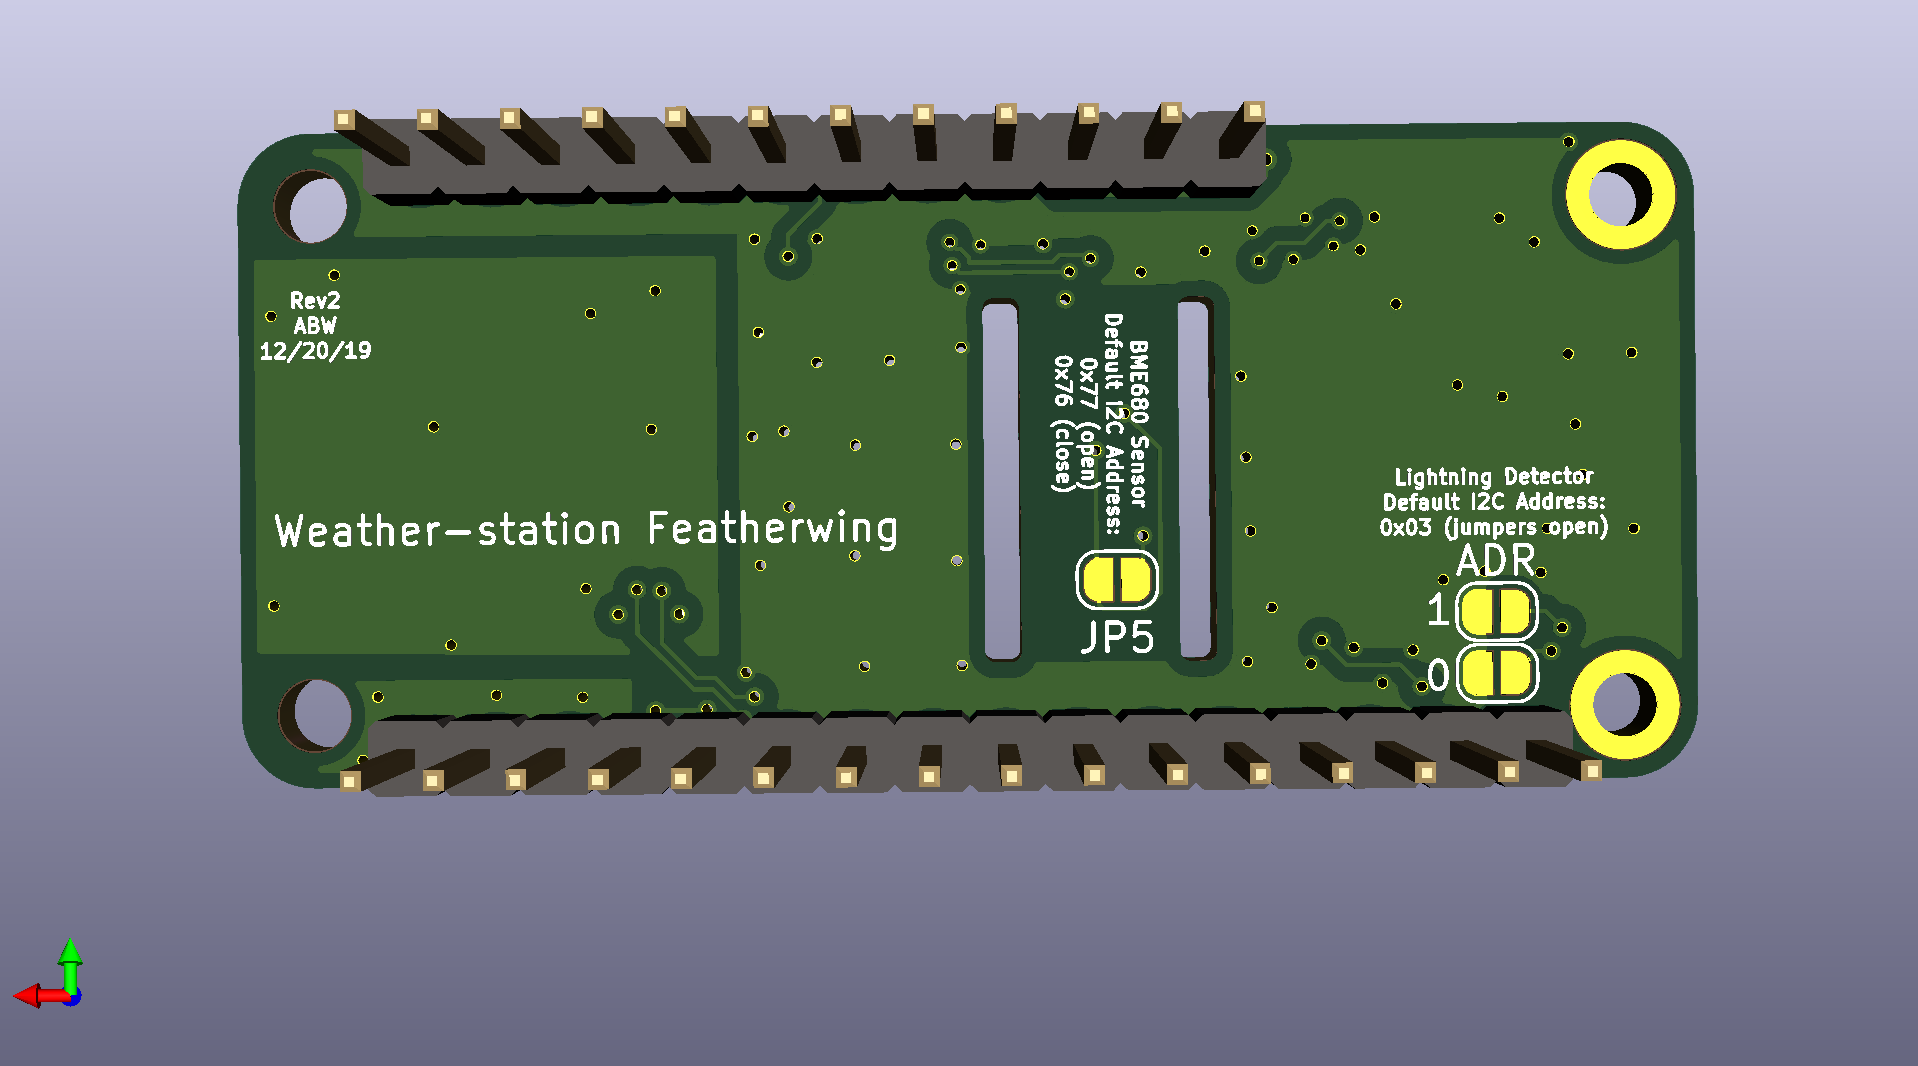 Rev2
ABW
12/20/19
Weather-station Featherwing
BME680 Sensor
Default I2C Address:
0x77 (open)
0x76 (close)
JP5
Lightning Detector
Default I2C Address:
0x03 (jumpers open)
ADR
1
0